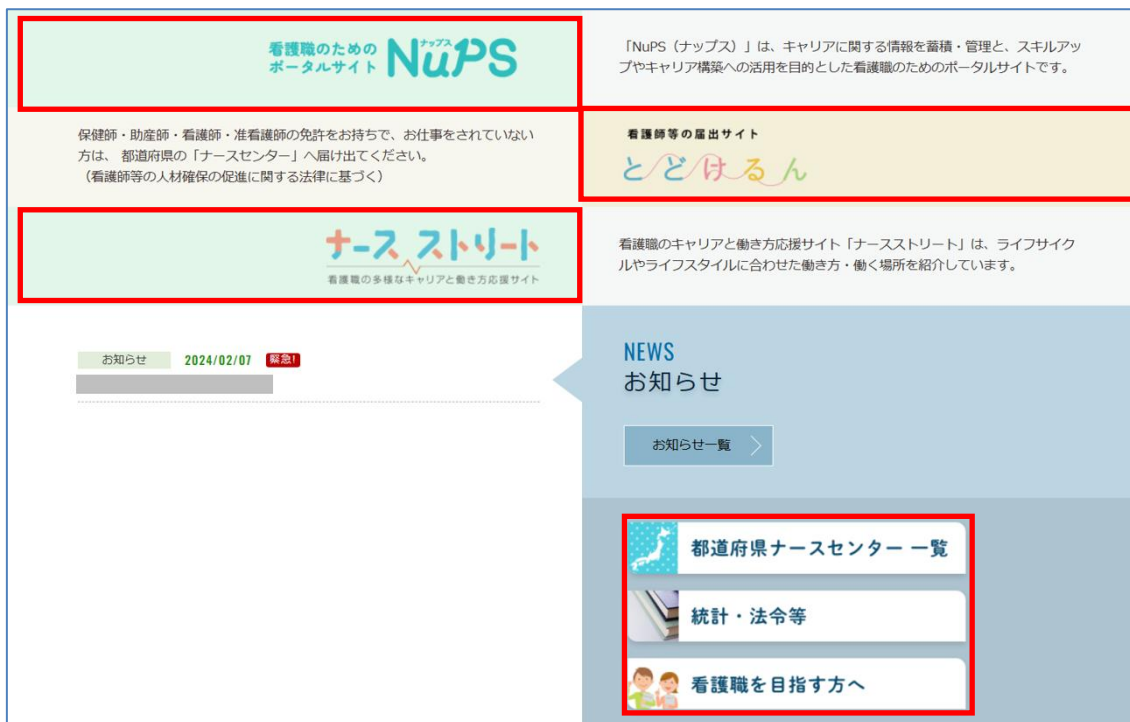 看護職のための
ポータルサイト
ナップス
NuPS
「NuPS（ナップス）」は、キャリアに関する情報を蓄積・管理と、スキルアッ
プやキャリア構築への活用を目的とした看護職のためのポータルサイトです。
保健師・助産師・看護師・准看護師の免許をお持ちで、お仕事をされていない
方は、 都道府県の「ナースセンター」へ届け出てください。
（看護師等の人材確保の促進に関する法律に基づく）
看護師等の届出サイト
とどけるん
ナース ストリート
看護職の多様なキャリアと働き方応援サイト
看護職のキャリアと働き方応援サイト「ナースストリート」は、ライフサイク
ルやライフスタイルに合わせた働き方・働く場所を紹介しています。
お知らせ 2024/02/07 緊急!
NEWS
お知らせ
お知らせ一覧
都道府県ナースセンター 一覧
統計・法令等
看護職を目指す方へ